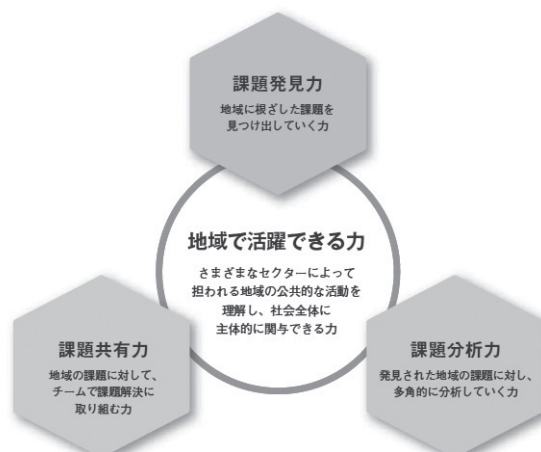 課題発見力
地域に根ざした課題を
見つけ出していく力
地域で活躍できる力
さまざまなセクターによって
担われる地域の公共的な活動を
理解し、社会全体に
主体的に関与できる力
課題共有力
地域の課題に対して、
チームで課題解決に
取り組む力
課題分析力
発見された地域の課題に対し、
多角的に分析していく力